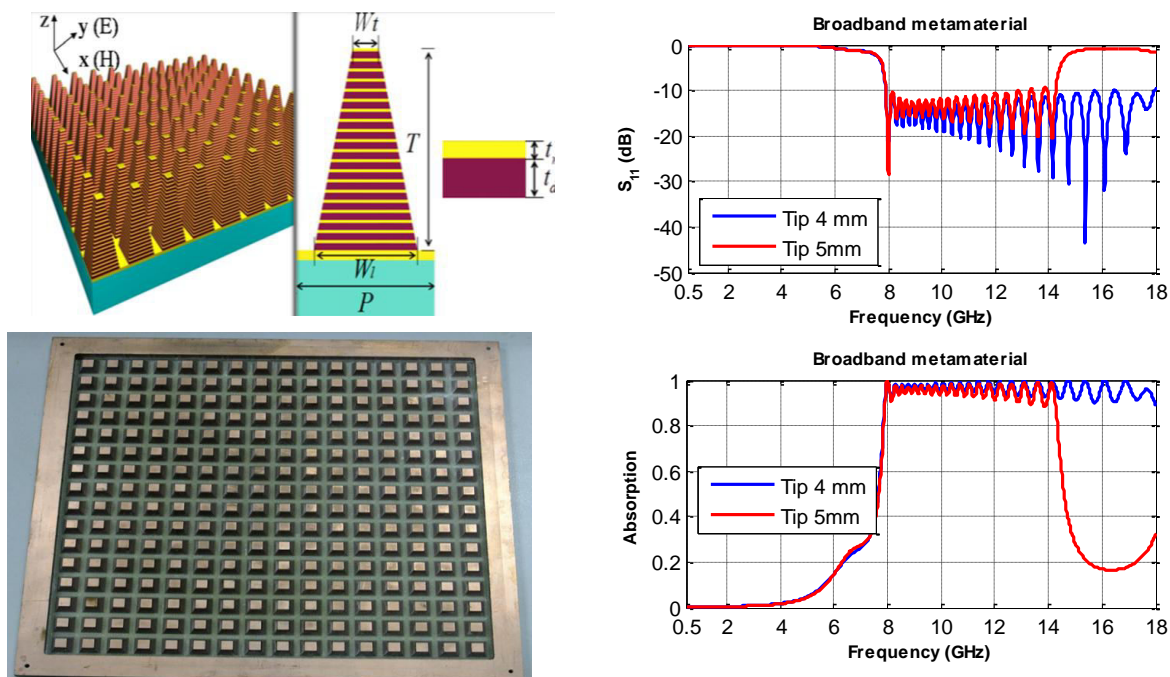 z
y (E)
x (H)
Wt
T
Wl
P
t
t
Broadband metamaterial
0
-10
-20
-30
-40
-50
S11 (dB)
Tip 4 mm
Tip 5mm
0.5 2 4 6 8 10 12 14 16 18
Frequency (GHz)
Broadband metamaterial
1
0.8
0.6
0.4
0.2
0
Absorption
Tip 4 mm
Tip 5mm
0.5 2 4 6 8 10 12 14 16 18
Frequency (GHz)